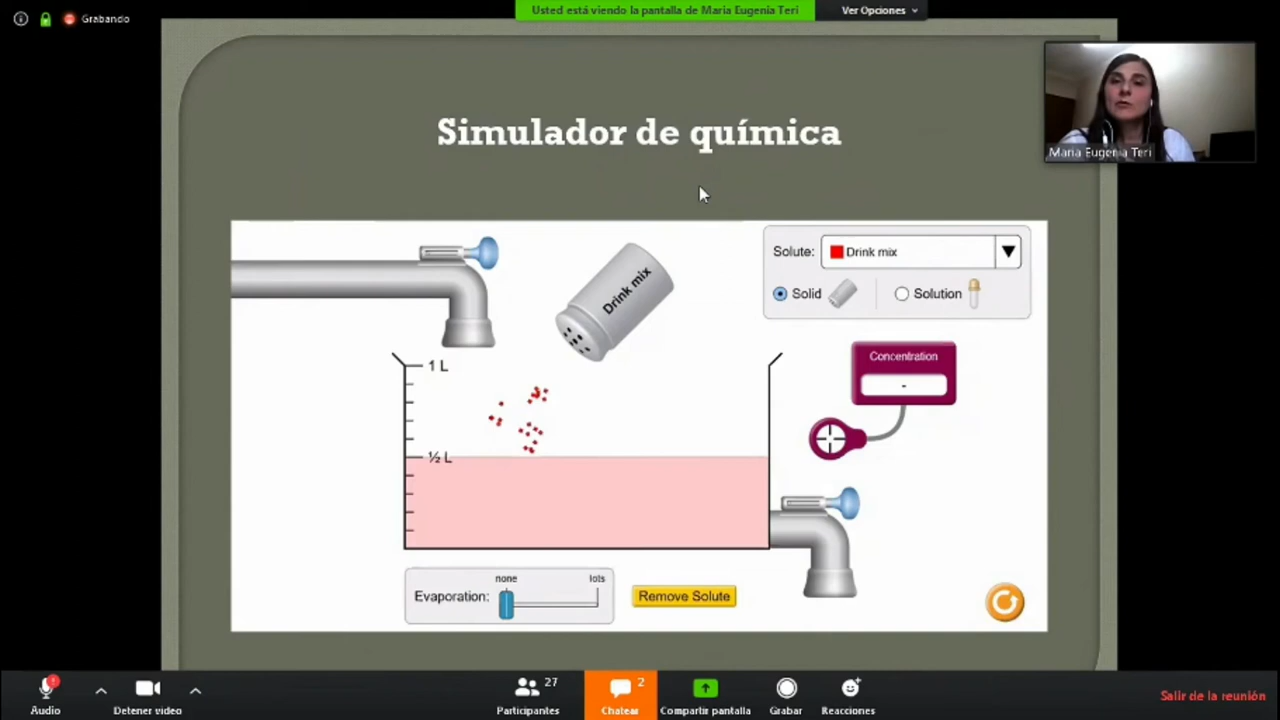 Grabando
Usted está viendo la pantalla de Maria Eugenia Teri
Ver Opciones
Maria Eugenia Teri
Simulador de química
Drink mix
Solute:
Drink mix
Solid
Solution
Concentration
-
1 L
½ L
none
lots
Evaporation:
Remove Solute
Audio
Detener video
27
Participantes
2
Chatear
Compartir pantalla
Grabar
Reacciones
Salir de la reunión